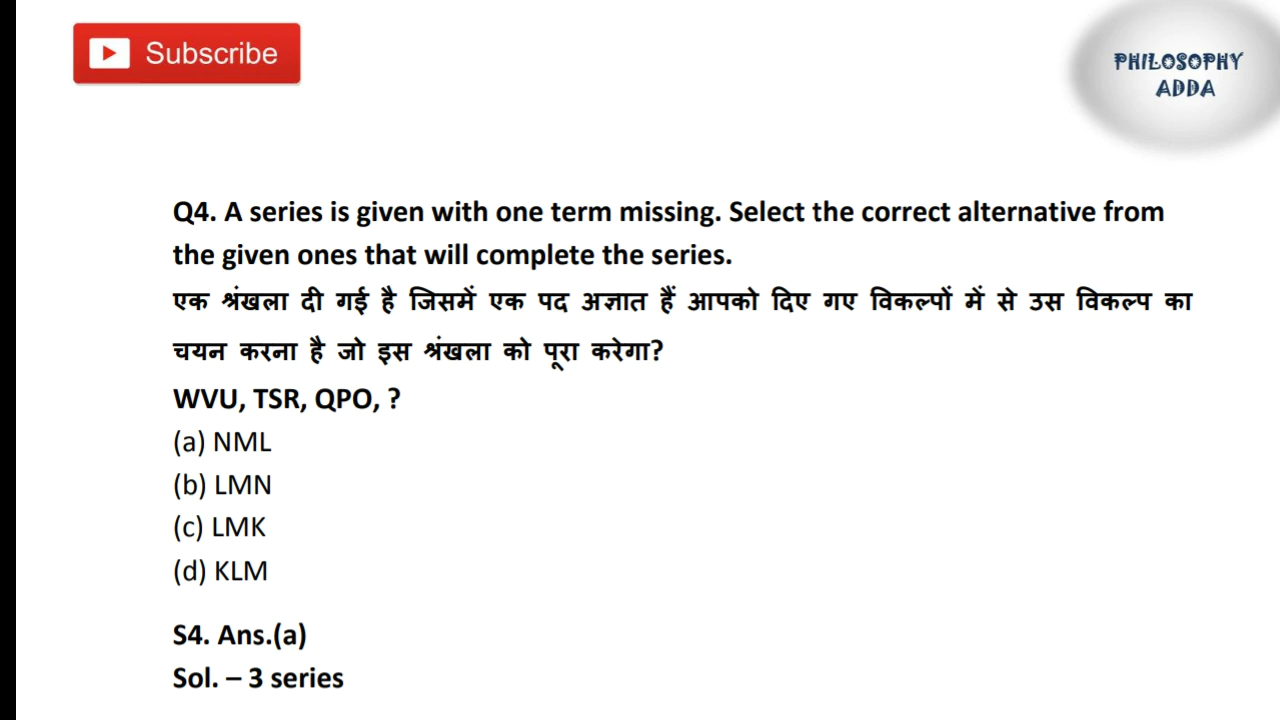 Subscribe
PHILOSOPHY
ADDA
Q4. A series is given with one term missing. Select the correct alternative from
the given ones that will complete the series.
एक श्रंखला दी गई है जिसमें एक पद अज्ञात हैं आपको दिए गए विकल्पों में से उस विकल्प का
चयन करना है जो इस श्रंखला को पूरा करेगा?
WVU, TSR, QPO, ?
(a) NML
(b) LMN
(c) LMK
(d) KLM
S4. Ans.(a)
Sol. – 3 series